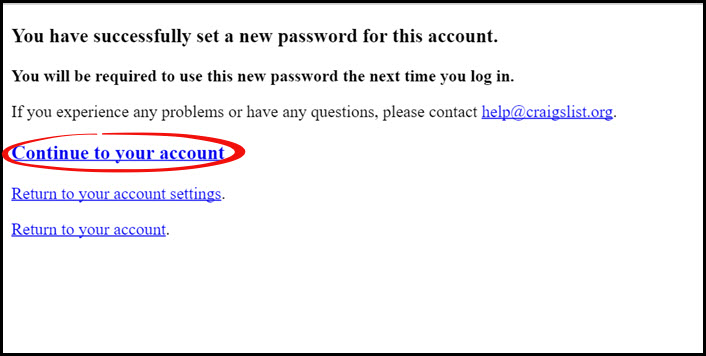 You have successfully set a new password for this account.
You will be required to use this new password the next time you log in.
If you experience any problems or have any questions, please contact help@craigslist.org.
Continue to your account
Return to your account settings.
Return to your account.